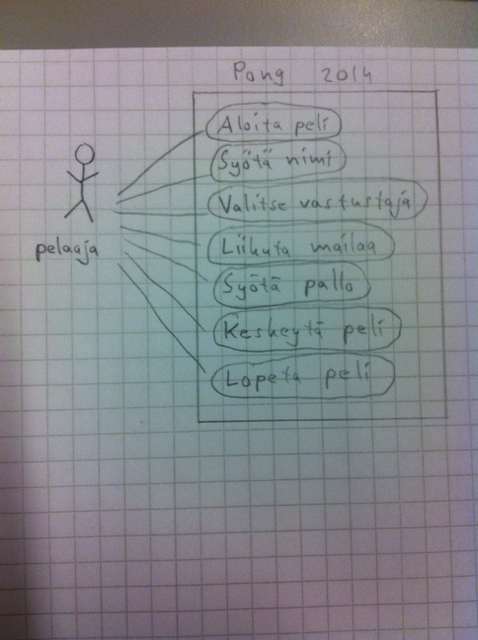 Pong 2014
Aloita peli
Syötä nimi
Valitse vastustaja
Liikuta mailaa
pelaaja
Syötä pallo
Keskeytä peli
Lopeta peli